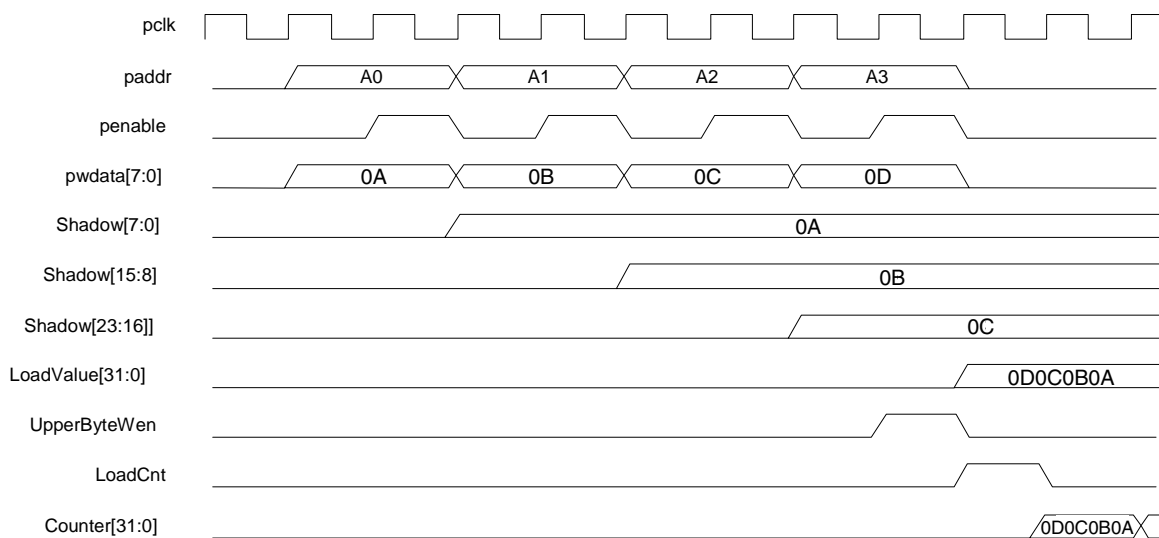 pclk
paddr A0 A1 A2 A3
penable
pwdata[7:0] 0A 0B 0C 0D
Shadow[7:0] 0A
Shadow[15:8] 0B
Shadow[23:16]] 0C
LoadValue[31:0] 0D0C0B0A
UpperByteWen
LoadCnt
Counter[31:0] 0D0C0B0A